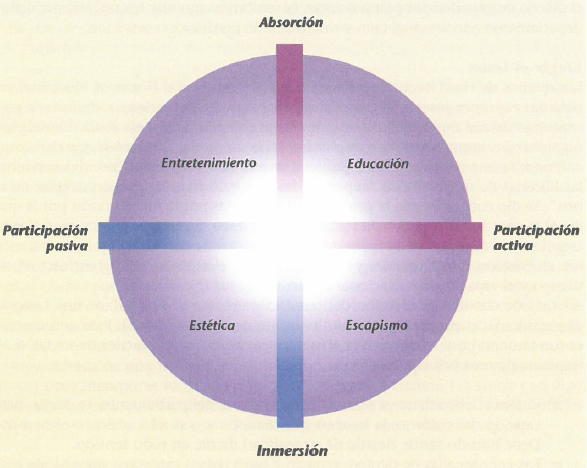 Absorción
Entretenimiento
Educación
Participación
pasiva
Participación
activa
Estética
Escapismo
Inmersión